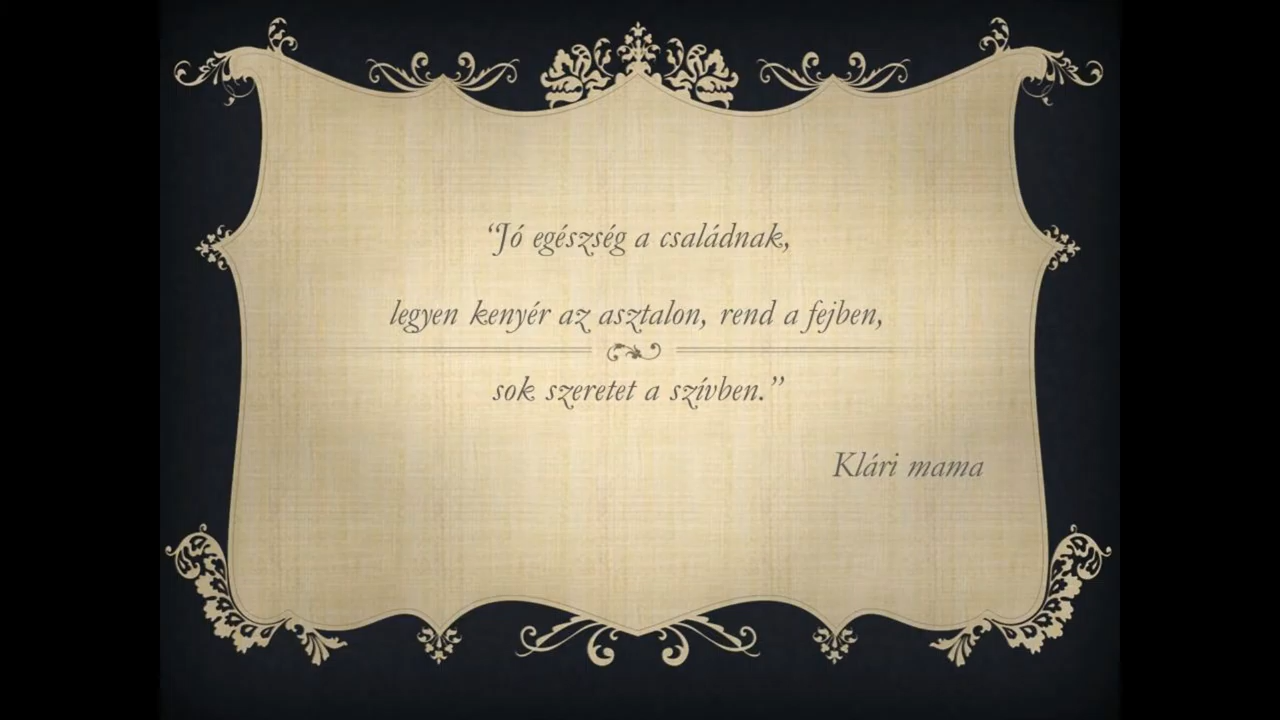 “Jó egészség a családnak,
legyen kenyér az asztalon, rend a fejben,
sok szeretet a szívben.”
Klári mama